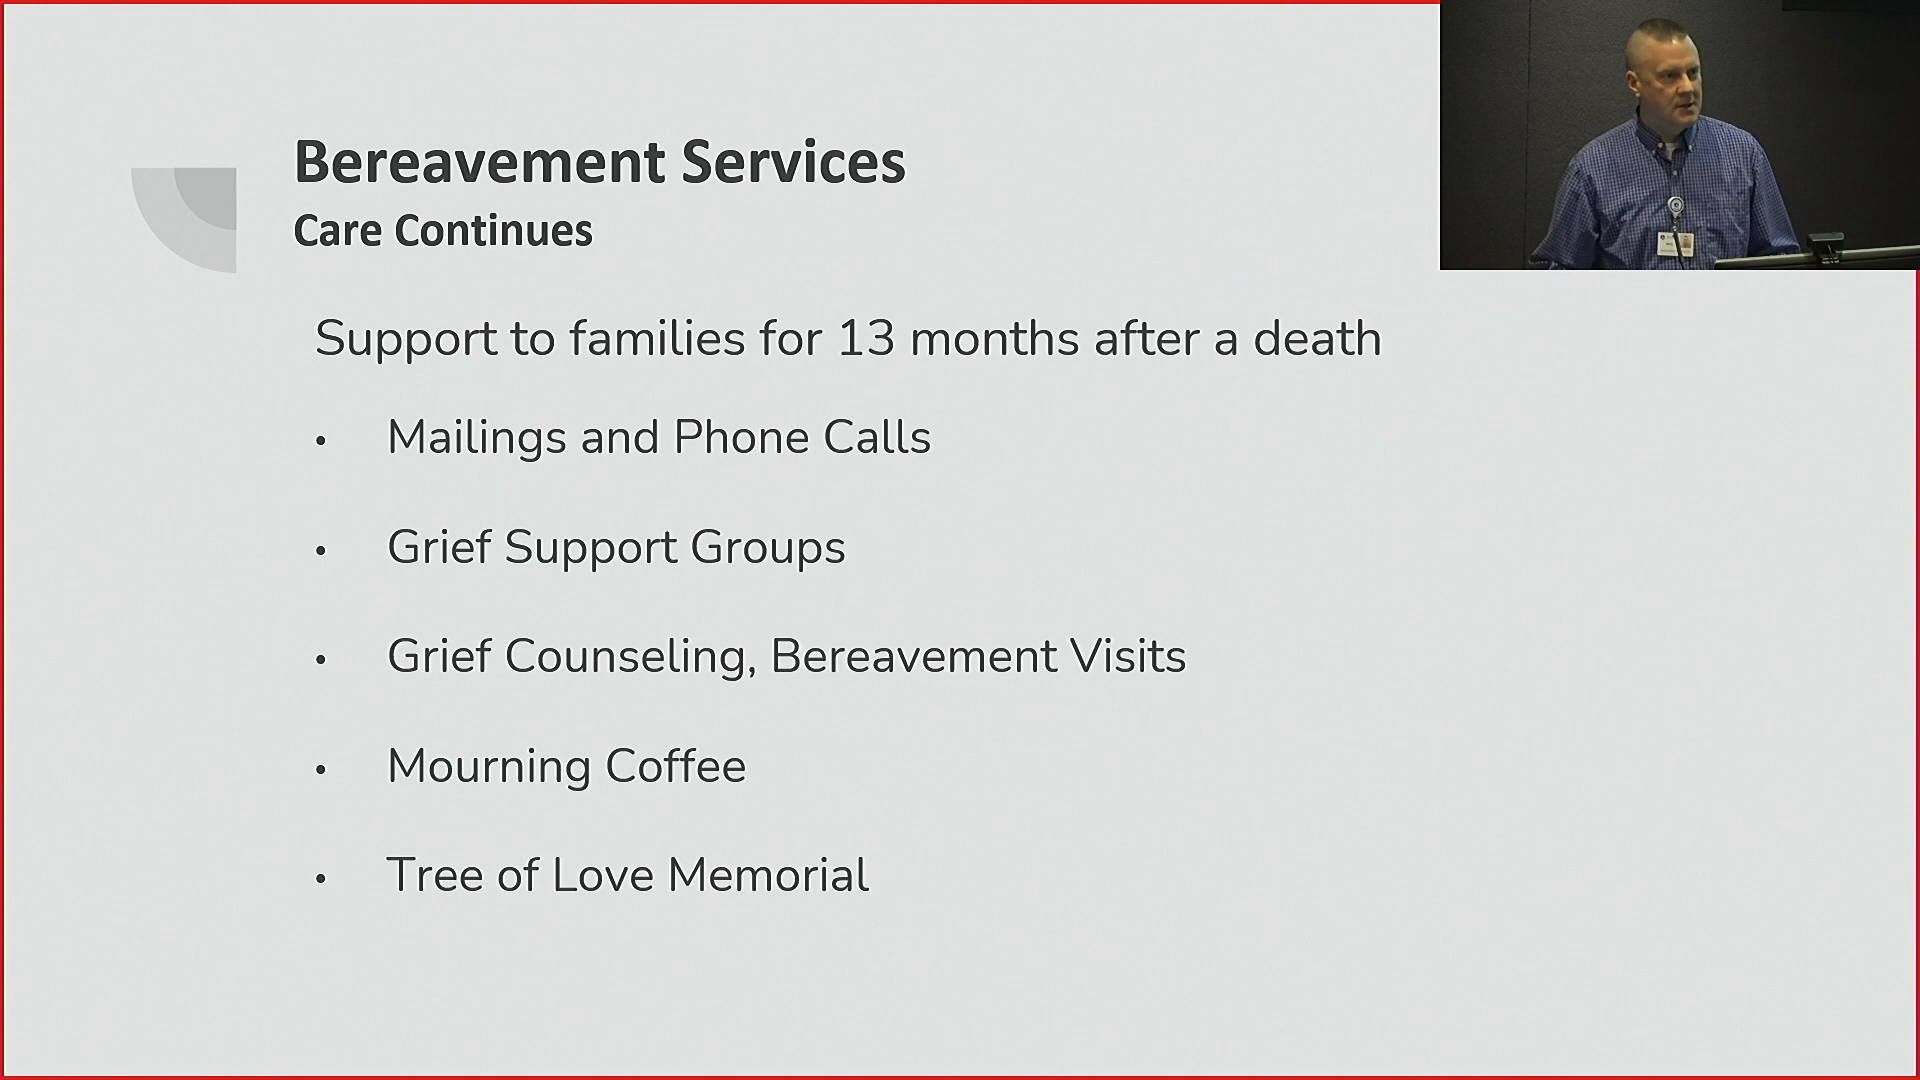 Bereavement Services
Care Continues
Support to families for 13 months after a death
• Mailings and Phone Calls
• Grief Support Groups
• Grief Counseling, Bereavement Visits
• Mourning Coffee
• Tree of Love Memorial